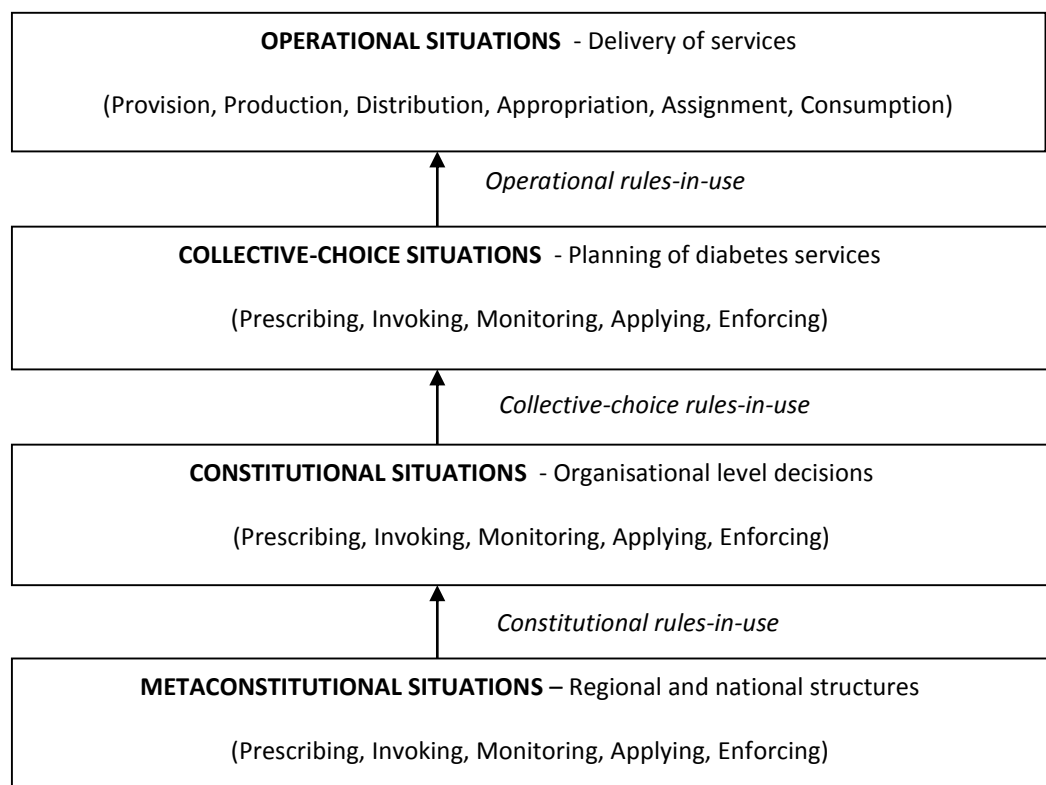 OPERATIONAL SITUATIONS - Delivery of services
(Provision, Production, Distribution, Appropriation, Assignment, Consumption)
Operational rules-in-use
COLLECTIVE-CHOICE SITUATIONS - Planning of diabetes services
(Prescribing, Invoking, Monitoring, Applying, Enforcing)
Collective-choice rules-in-use
CONSTITUTIONAL SITUATIONS - Organisational level decisions
(Prescribing, Invoking, Monitoring, Applying, Enforcing)
Constitutional rules-in-use
METACONSTITUTIONAL SITUATIONS – Regional and national structures
(Prescribing, Invoking, Monitoring, Applying, Enforcing)